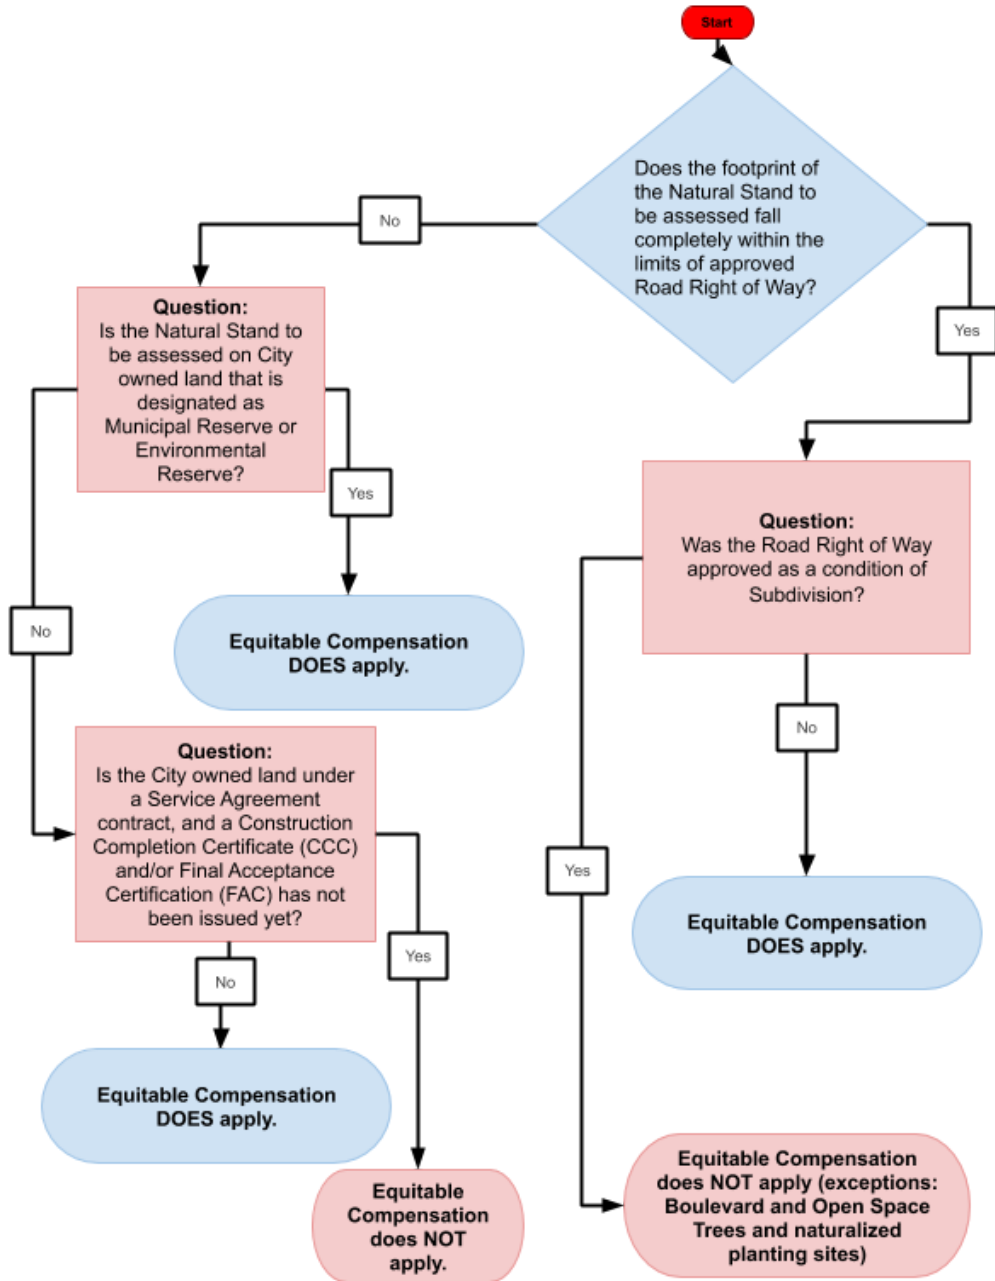 Start
Does the footprint of
the Natural Stand to
be assessed fall
completely within the
limits of approved
Road Right of Way?
No
Yes
Question:
Is the Natural Stand to
be assessed on City
owned land that is
designated as
Municipal Reserve or
Environmental
Reserve?
Yes
No
Question:
Was the Road Right of Way
approved as a condition of
Subdivision?
Equitable Compensation
DOES apply.
No
Question:
Is the City owned land under
a Service Agreement
contract, and a Construction
Completion Certificate (CCC)
and/or Final Acceptance
Certification (FAC) has not
been issued yet?
Yes
Equitable Compensation
DOES apply.
No
Yes
Equitable Compensation
DOES apply.
Equitable
Compensation
does NOT
apply.
Equitable Compensation
does NOT apply (exceptions:
Boulevard and Open Space
Trees and naturalized
planting sites)